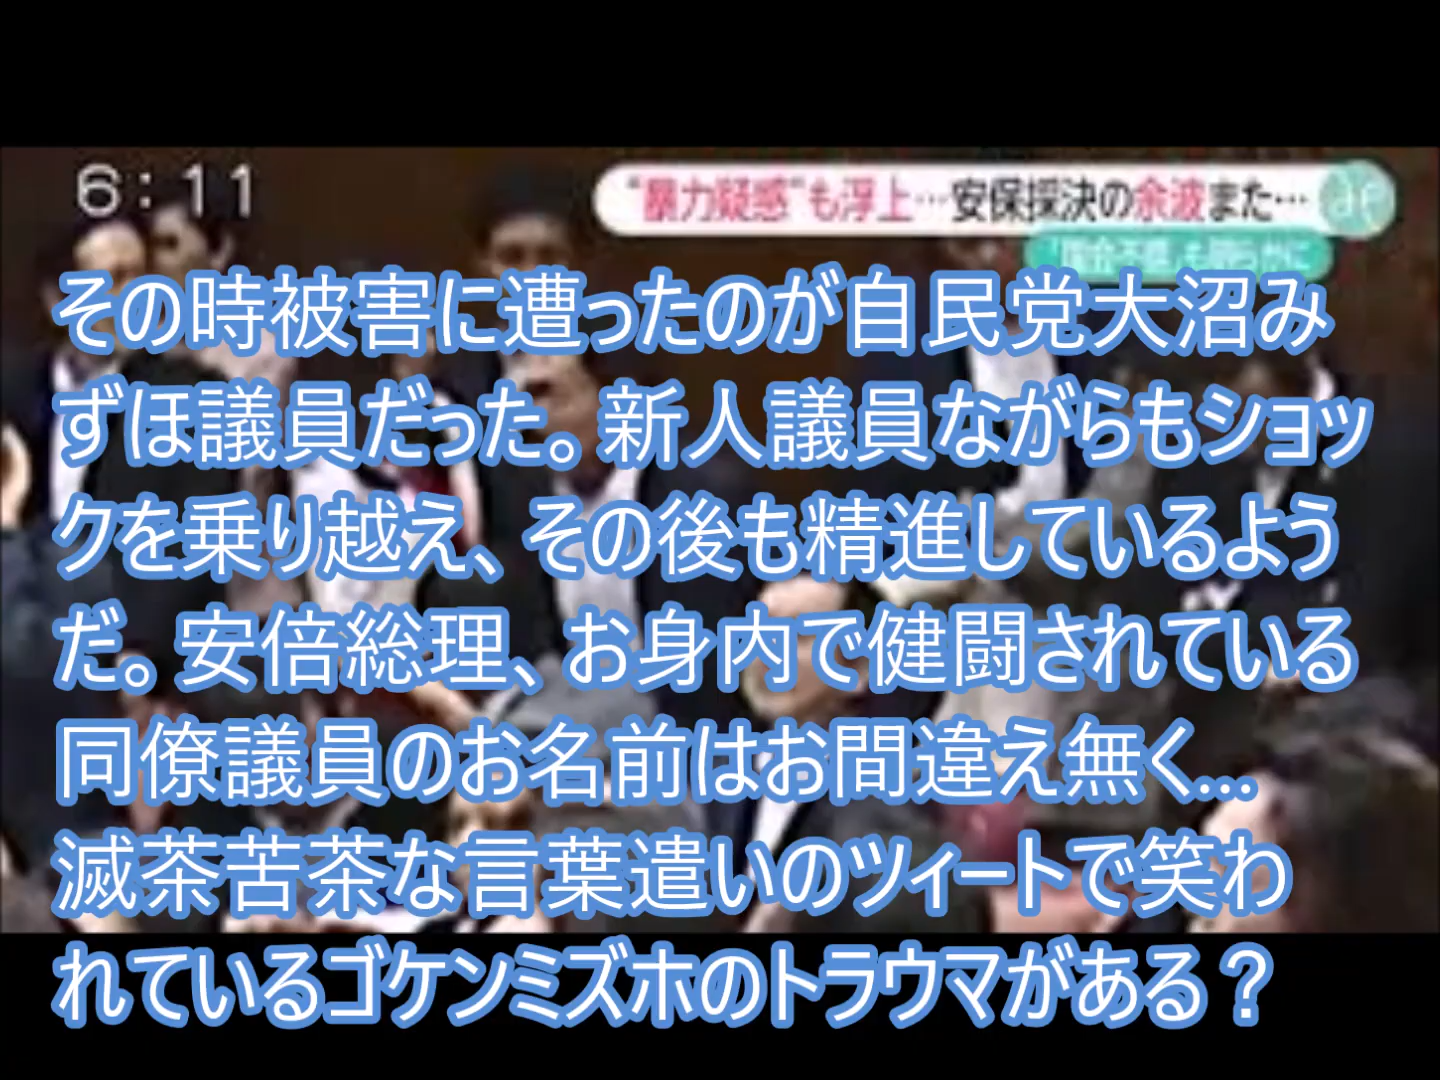 6:11
"暴力疑惑"も浮上…安保採決の余波また…
その時被害に遭ったのが自民党大沼み
ずほ議員だった。新人議員ながらもショッ
クを乗り越え、その後も精進しているよう
だ。安倍総理、お身内で健闘されている
同僚議員のお名前はお間違え無く...
滅茶苦茶な言葉遣いのツィートで笑わ
れているゴケンミズホのトラウマがある？